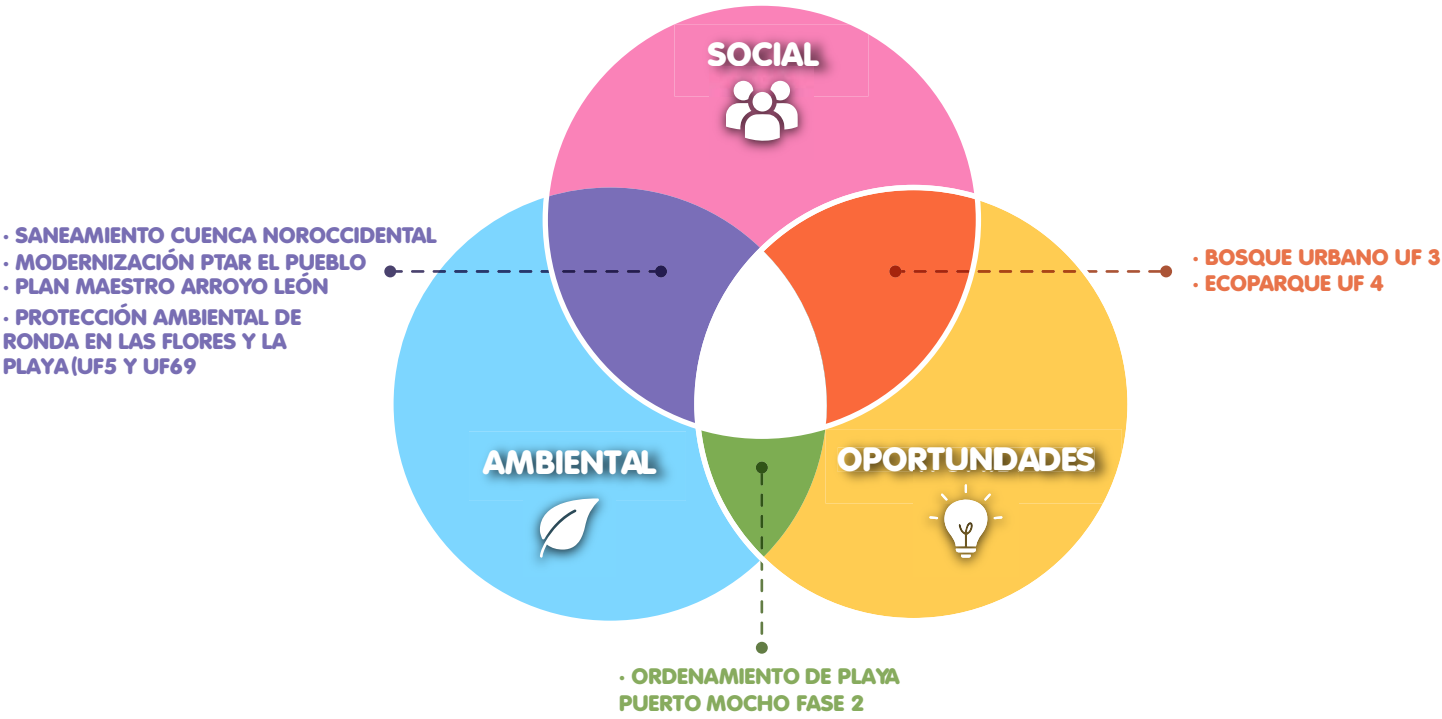 SOCIAL
· SANEAMIENTO CUENCA NOROCCIDENTAL
· MODERNIZACIÓN PTAR EL PUEBLO
· PLAN MAESTRO ARROYO LEÓN
· PROTECCIÓN AMBIENTAL DE
RONDA EN LAS FLORES Y LA
PLAYA(UF5 Y UF69
· BOSQUE URBANO UF 3
· ECOPARQUE UF 4
AMBIENTAL
OPORTUNDADES
· ORDENAMIENTO DE PLAYA
PUERTO MOCHO FASE 2